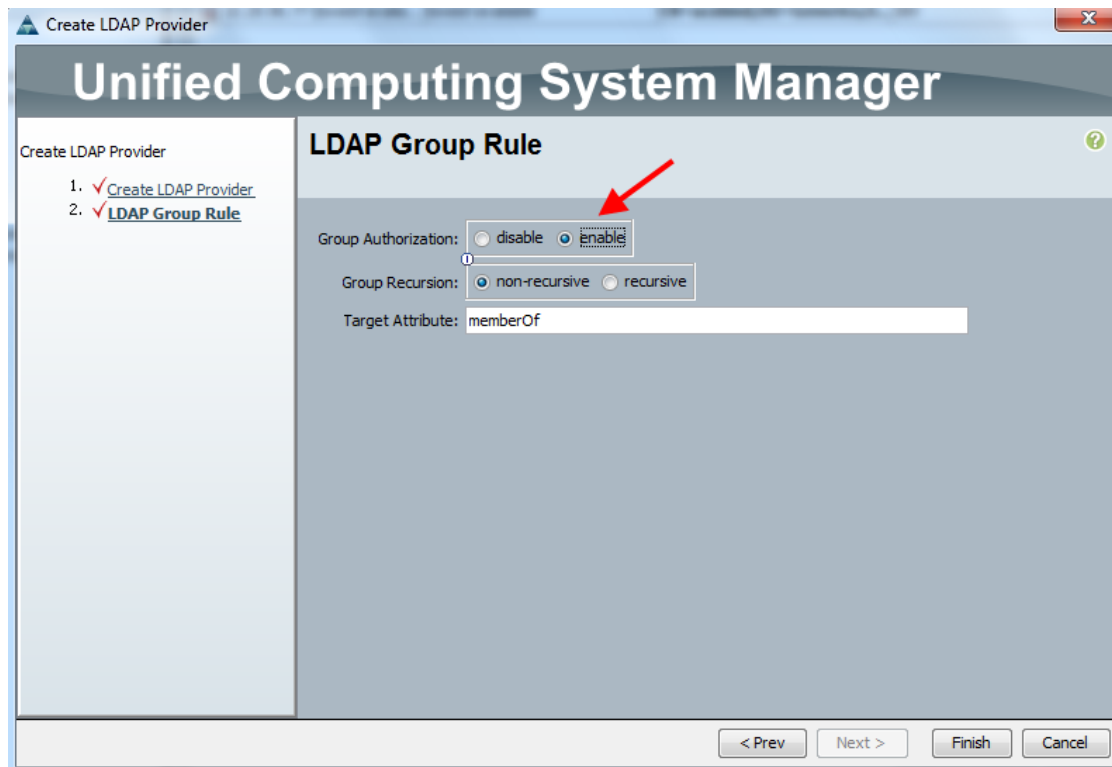 Create LDAP Provider
Unified Computing System Manager
Create LDAP Provider
1. Create LDAP Provider
2. LDAP Group Rule
LDAP Group Rule
Group Authorization: disable enable
Group Recursion: non-recursive recursive
Target Attribute: memberOf
< Prev Next > Finish Cancel